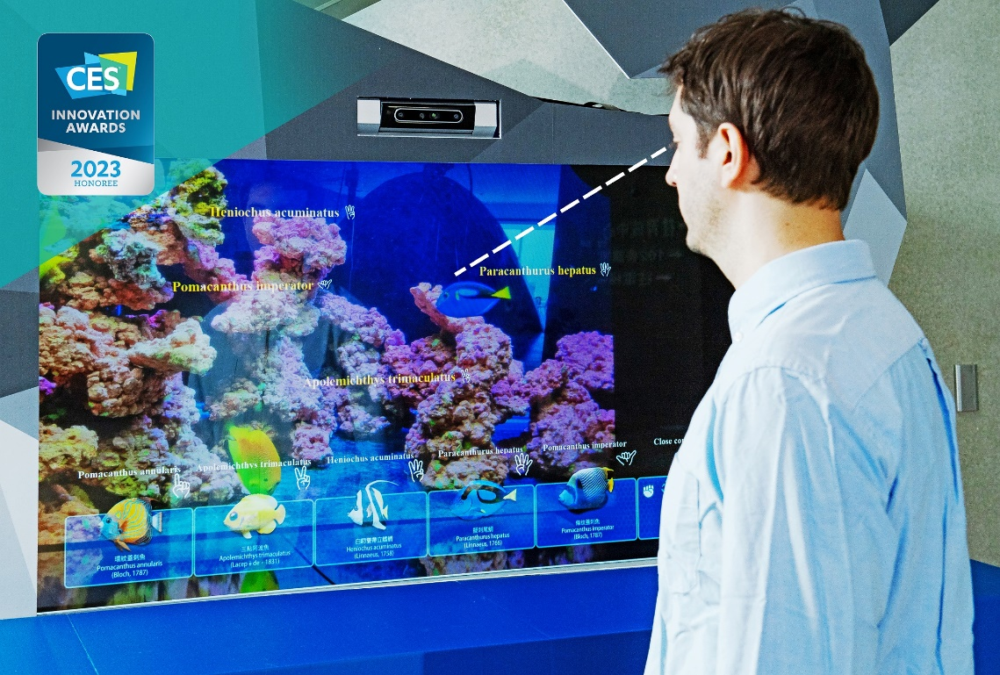 CES
INNOVATION
AWARDS
2023
HONOREE
Heniochus acuminatus
Paracanthurus hepatus
Pomacanthus imperator
Apolemichthys trimaculatus
Pomacanthus annularis
Apolemichthys trimaculatus
Heniochus acuminatus
Paracanthurus hepatus
Pomacanthus imperator
Close
環紋蓋刺魚
Pomacanthus annularis
(Bloch, 1787)
三點阿波魚
Apolemichthys trimaculatus
(Lacep è de - 1831)
白吻雙帶立鰭鯛
Heniochus acuminatus
(Linnaeus, 1758)
擬刺尾鯛
Paracanthurus hepatus
(Linnaeus, 1766)
條紋蓋刺魚
Pomacanthus imperator
(Bloch, 1787)